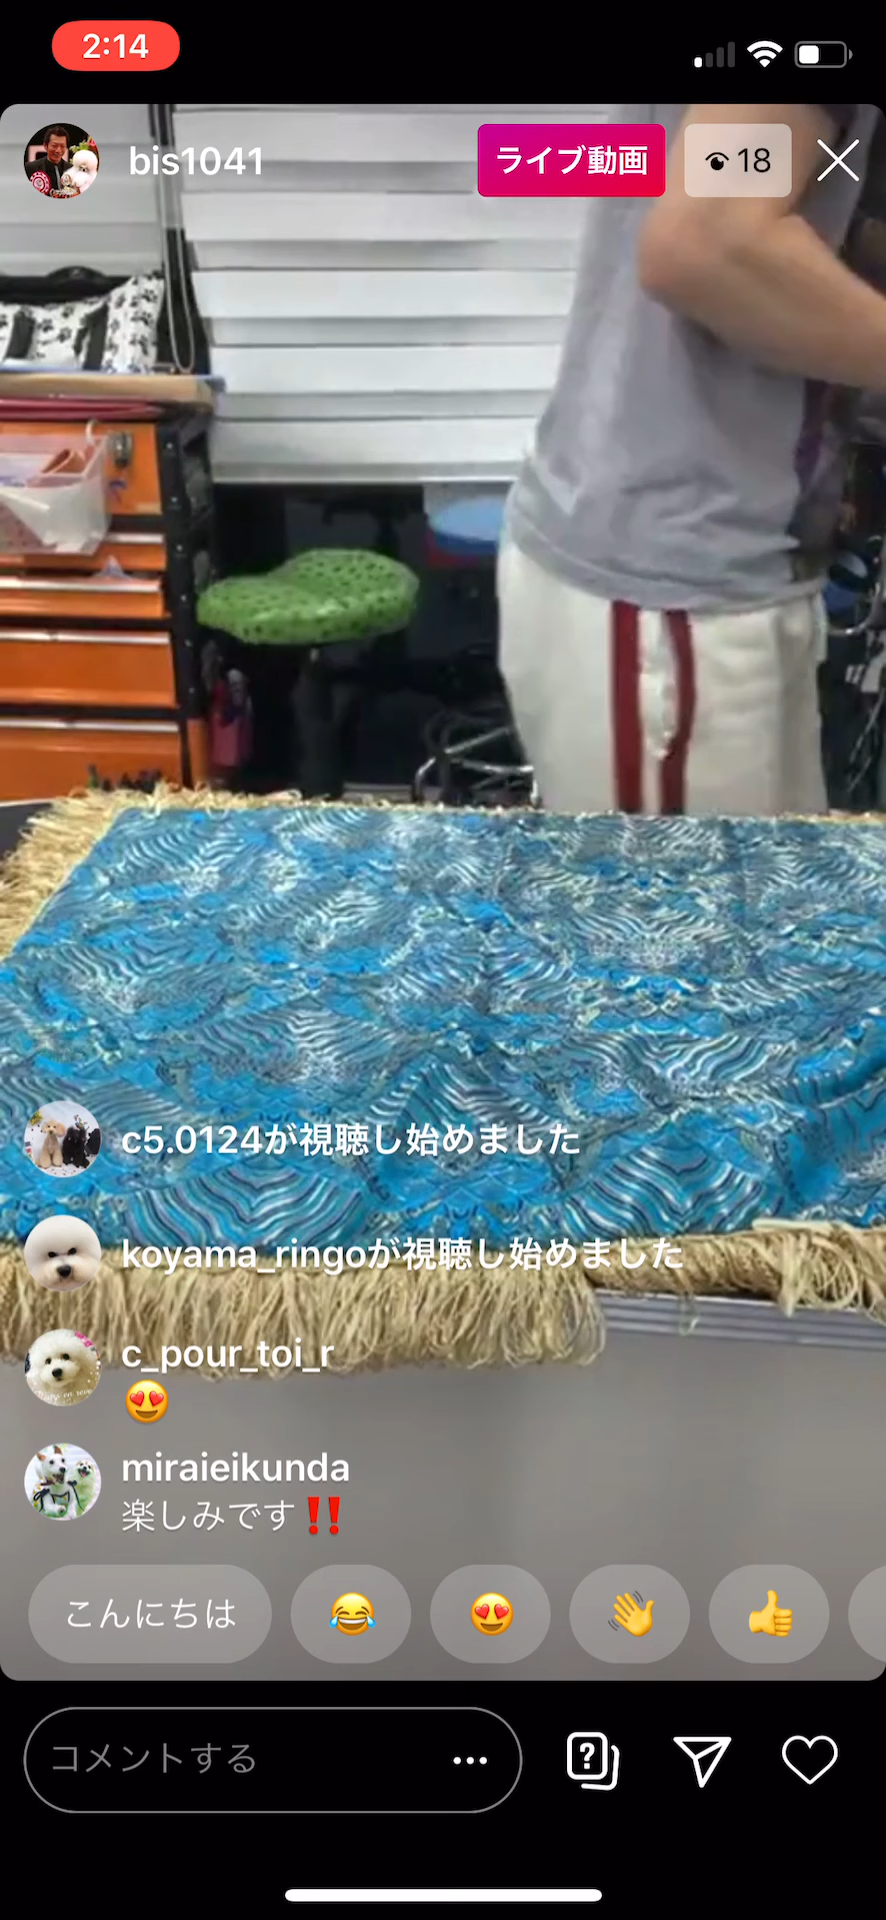 2:14
bis1041
ライブ動画
18
c5.0124が視聴し始めました
koyama_ringoが視聴し始めました
c_pour_toi_r
😍
miraieikunda
楽しみです‼️
こんにちは 😂 😍 👋 👍
コメントする